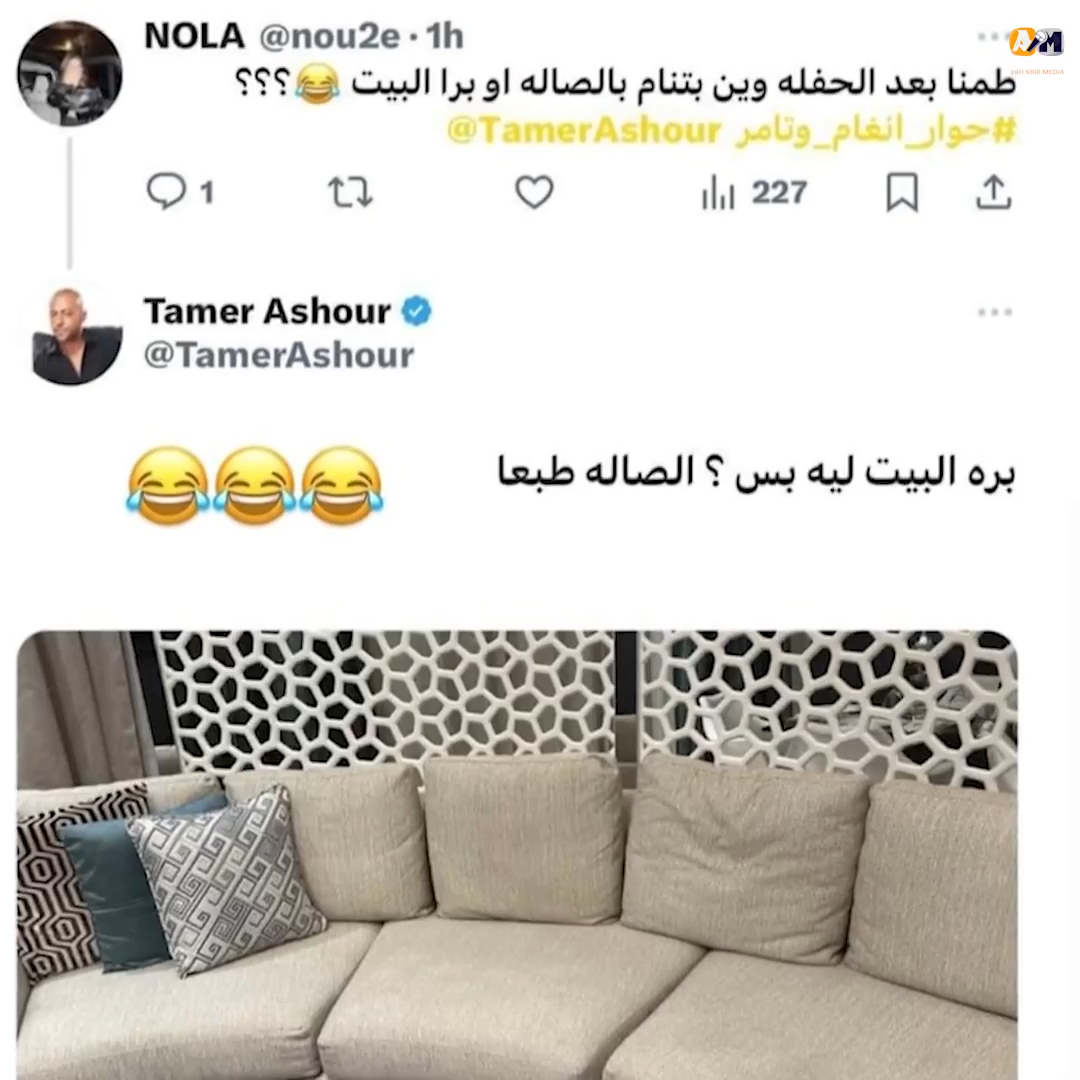 NOLA @nou2e · 1h
طمنا بعد الحفله وين بتنام بالصاله او برا البيت 😂؟؟؟
#حوار_انغام_وتامر @TamerAshour
1
227
Tamer Ashour
@TamerAshour
بره البيت ليه بس ؟ الصاله طبعا 😂😂😂